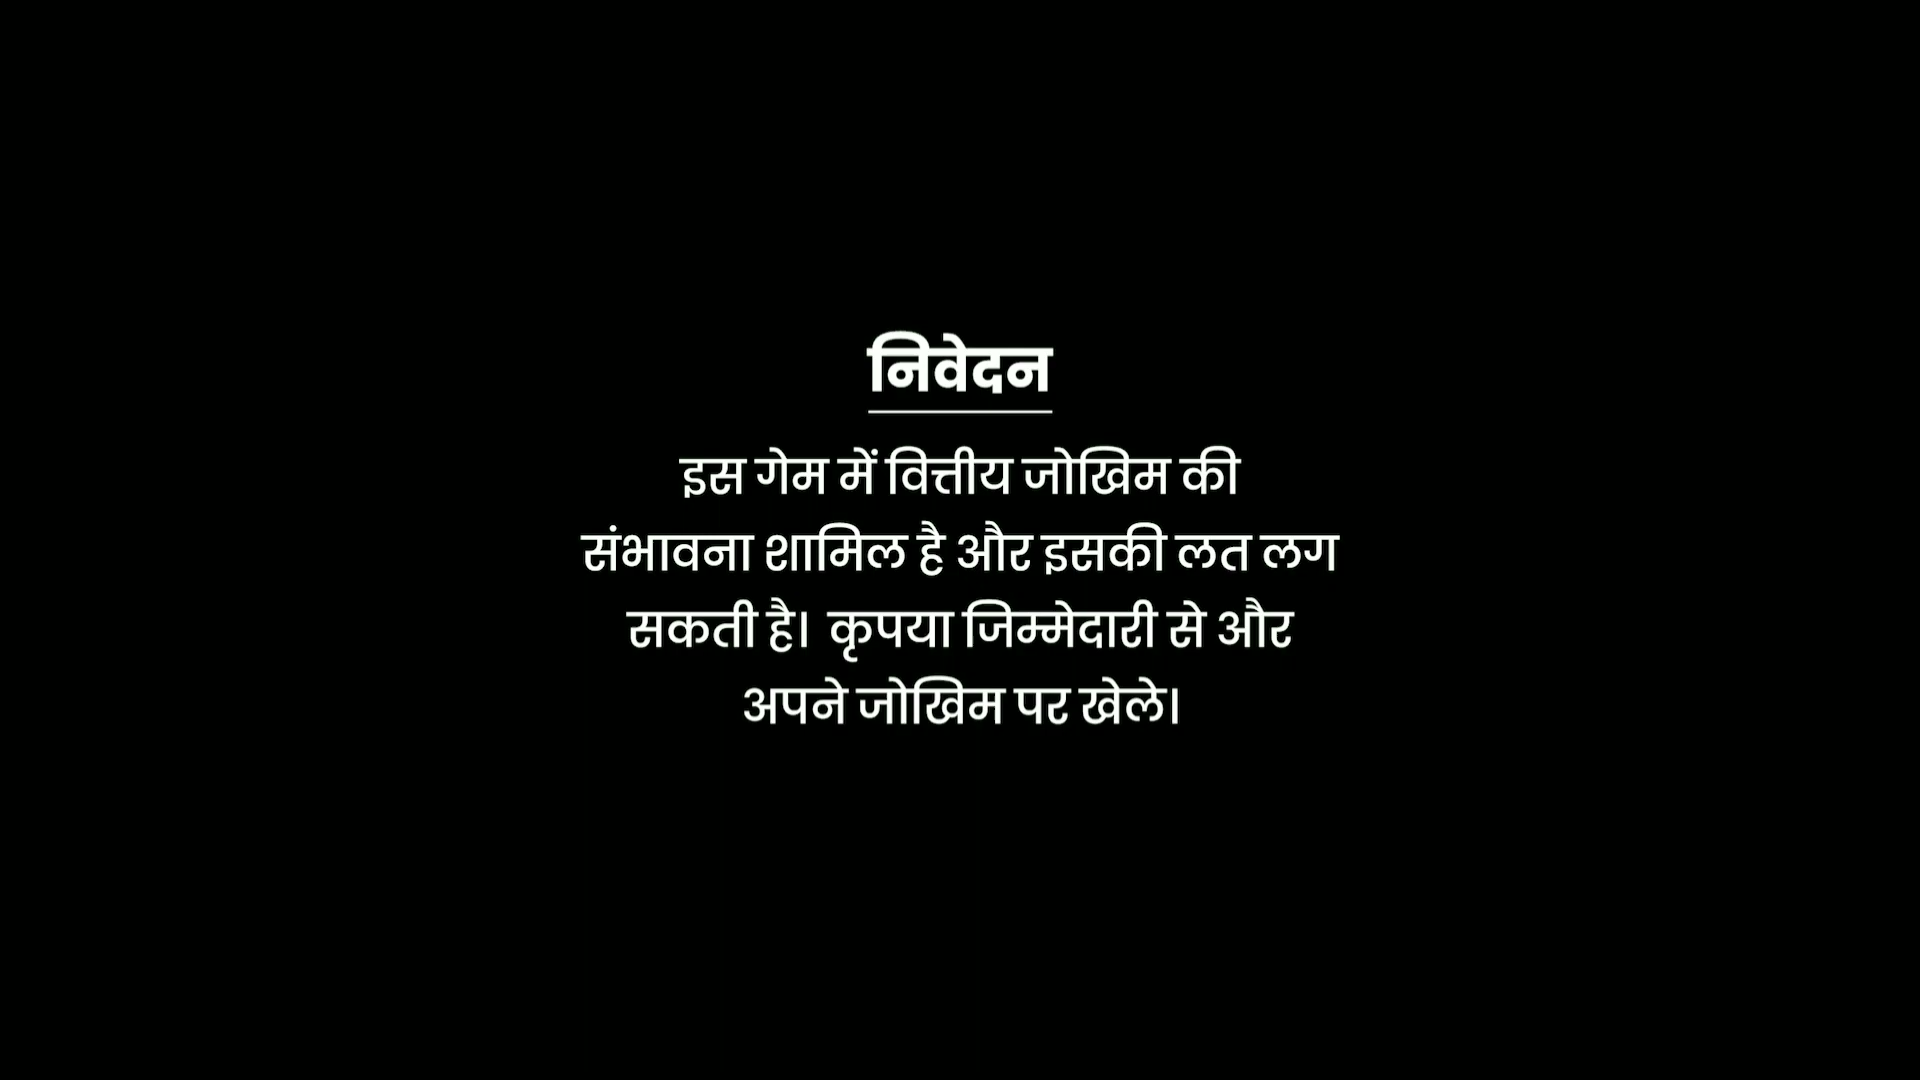 निवेदन
इस गेम में वित्तीय जोखिम की
संभावना शामिल है और इसकी लत लग
सकती है। कृपया जिम्मेदारी से और
अपने जोखिम पर खेले।